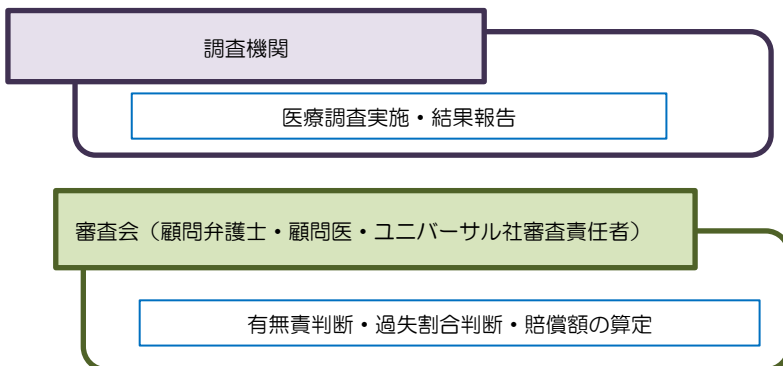 調査機関
医療調査実施・結果報告
審査会（顧問弁護士・顧問医・ユニバーサル社審査責任者）
有無責判断・過失割合判断・賠償額の算定